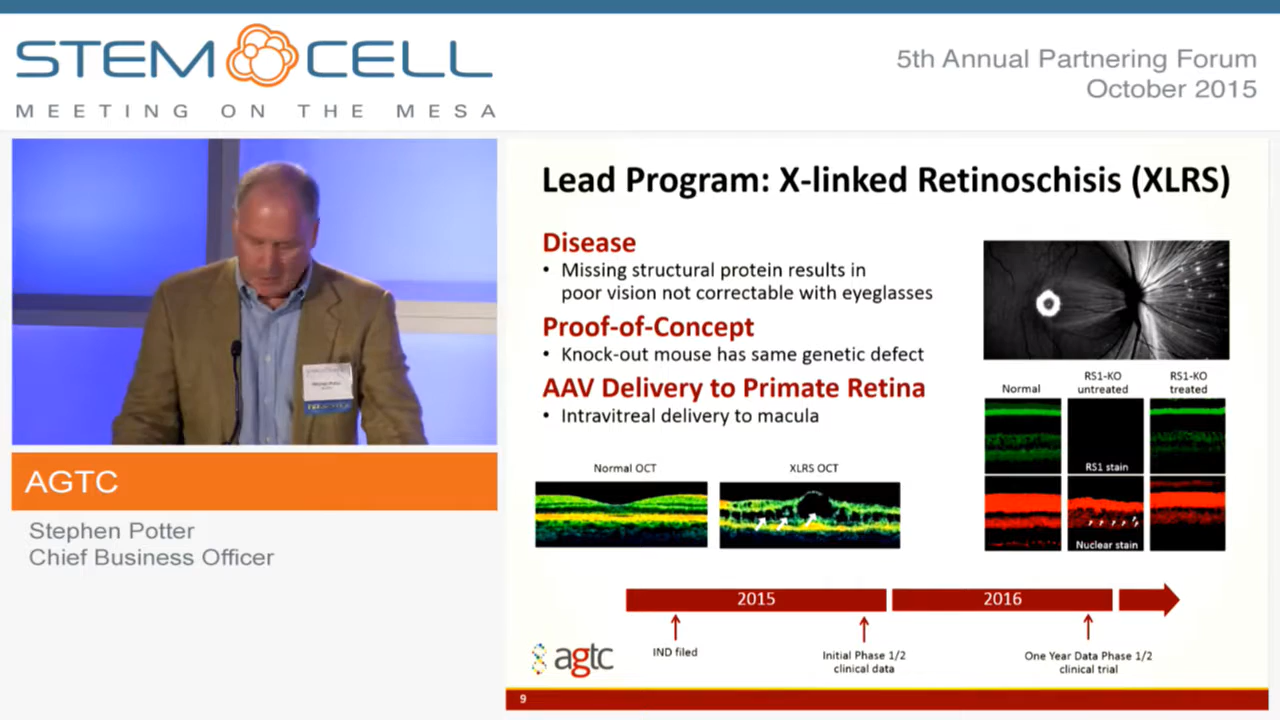 STEM CELL
MEETING ON THE MESA
5th Annual Partnering Forum
October 2015
Lead Program: X-linked Retinoschisis (XLRS)
Disease
• Missing structural protein results in
poor vision not correctable with eyeglasses
Proof-of-Concept
• Knock-out mouse has same genetic defect
AAV Delivery to Primate Retina
• Intravitreal delivery to macula
Normal
RS1-KO
untreated
RS1-KO
treated
RS1 stain
Nuclear stain
Normal OCT
XLRS OCT
AGTC
Stephen Potter
Chief Business Officer
2015
2016
IND filed
Initial Phase 1/2
clinical data
One Year Data Phase 1/2
clinical trial
agtc
9